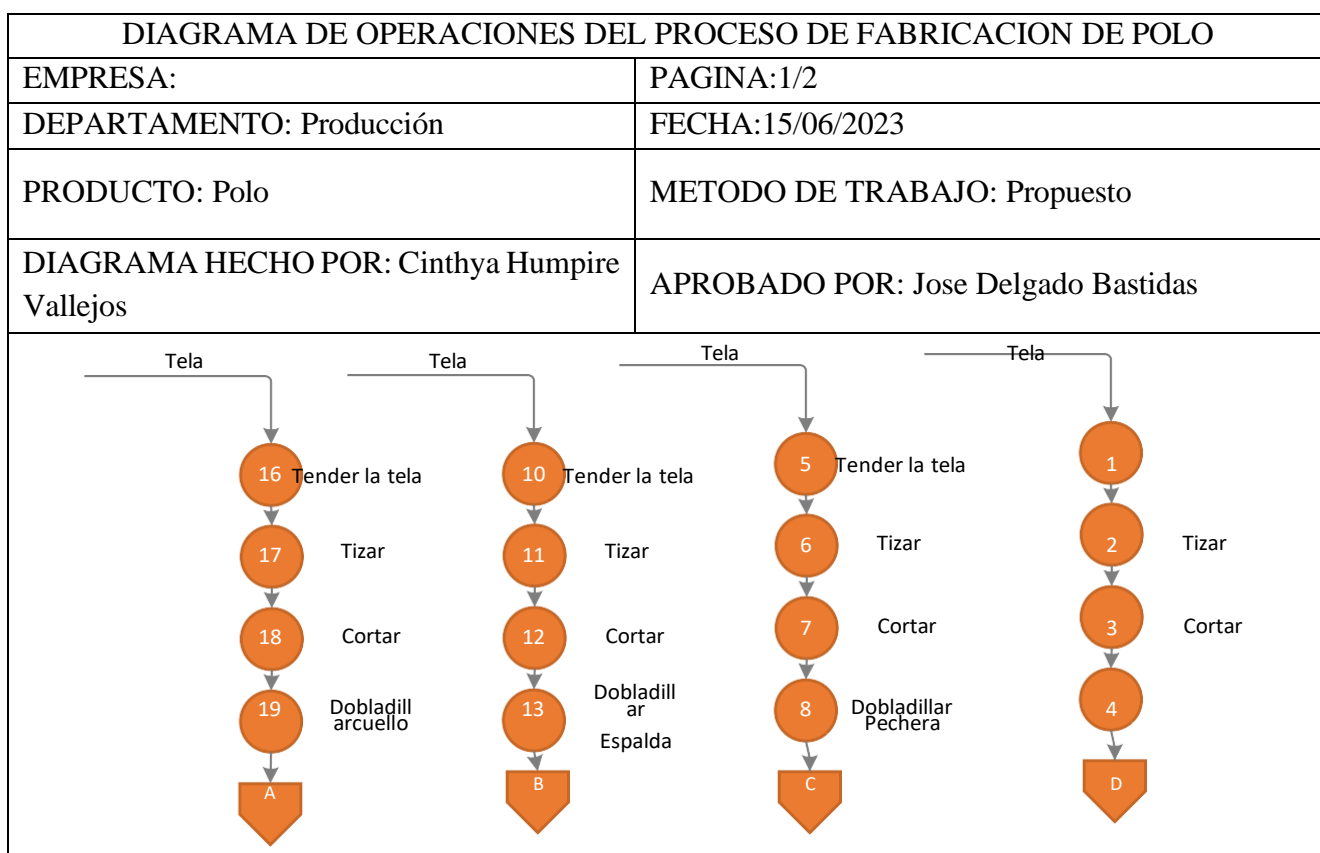 DIAGRAMA DE OPERACIONES DEL PROCESO DE FABRICACION DE POLO
EMPRESA:
PAGINA:1/2
DEPARTAMENTO: Producción
FECHA:15/06/2023
PRODUCTO: Polo
METODO DE TRABAJO: Propuesto
DIAGRAMA HECHO POR: Cinthya Humpire
Vallejos
APROBADO POR: Jose Delgado Bastidas
Tela
16 Tender la tela
17 Tizar
18 Cortar
19 Dobladill
arcuello
A
Tela
10 Tender la tela
11 Tizar
12 Cortar
13 Dobladill
ar
Espalda
B
Tela
5 Tender la tela
6 Tizar
7 Cortar
8 Dobladillar
Pechera
C
Tela
1
2 Tizar
3 Cortar
4
D